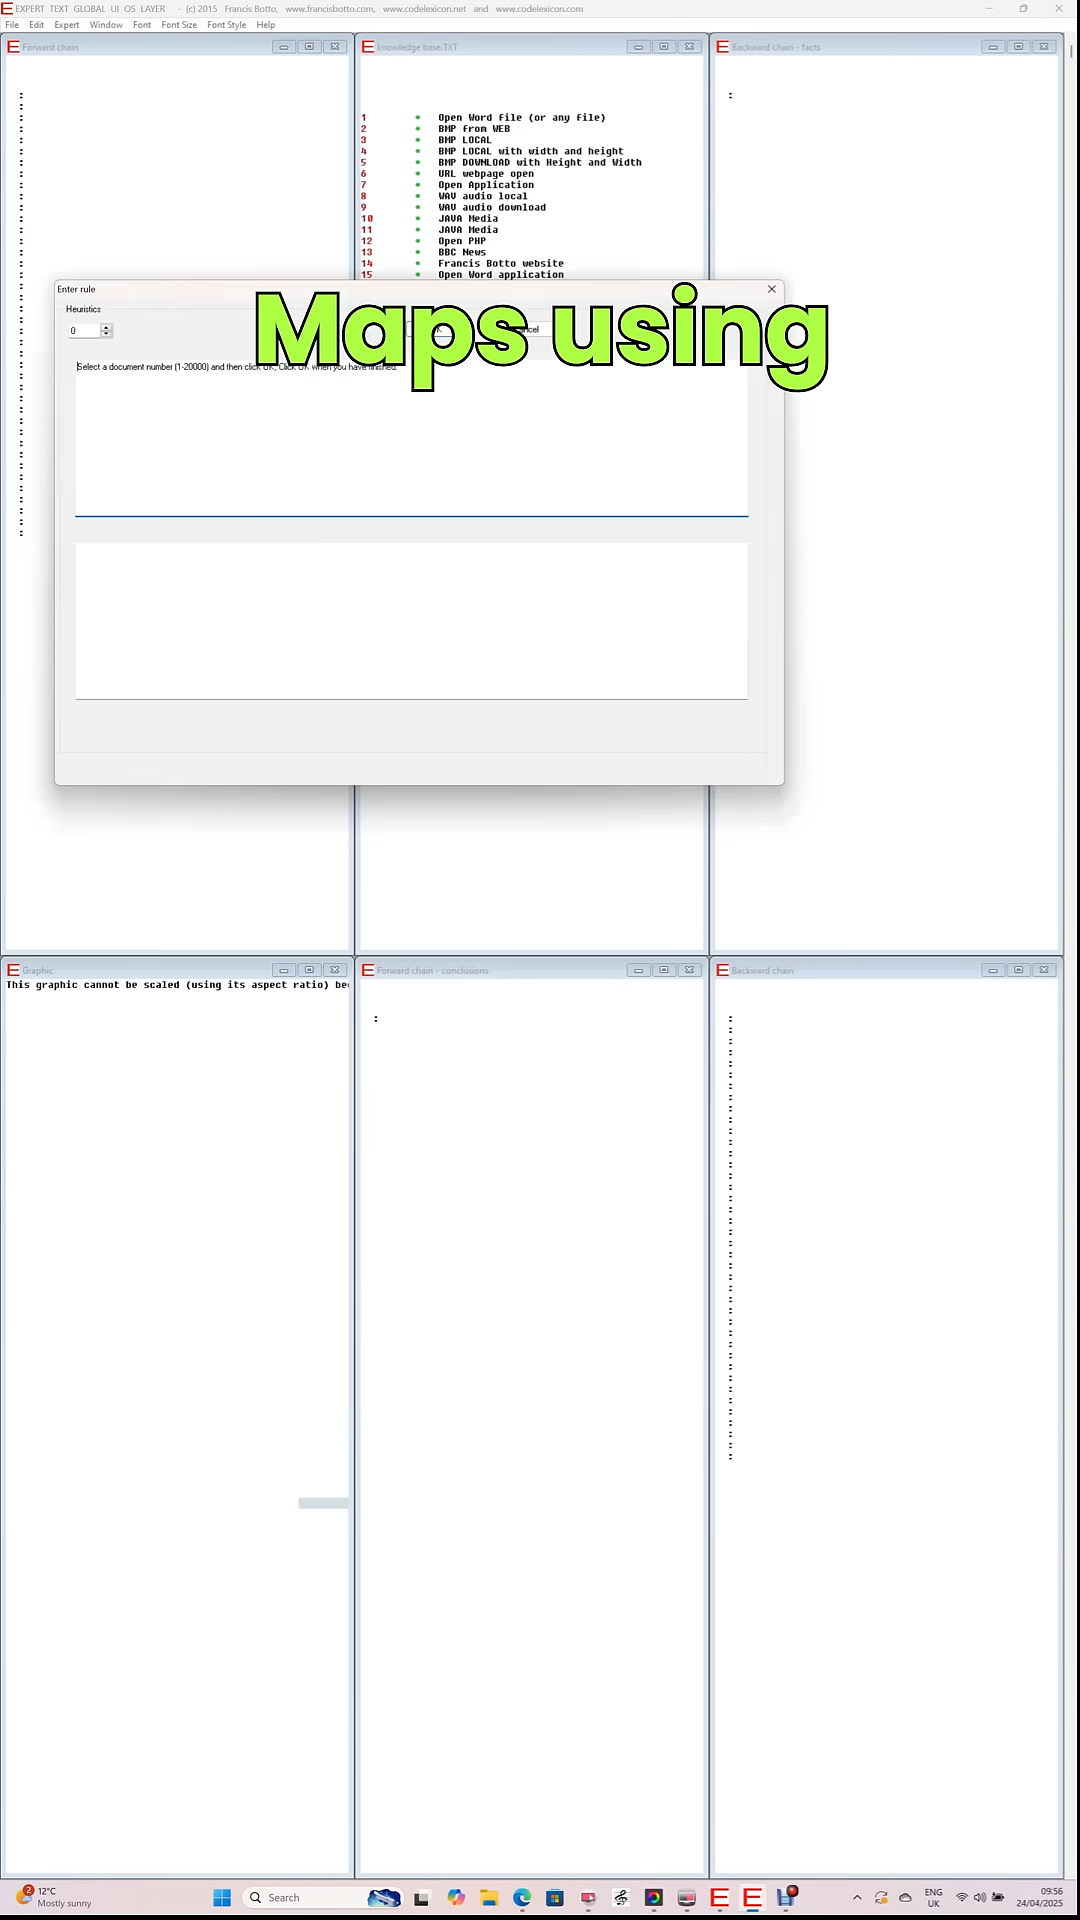 EXPERT TEXT GLOBAL UI OS LAYER - (c) 2015 Francis Botto, www.francisbotto.com, www.codelexicon.net and www.codelexicon.com
File Edit Expert Window Font Font Size Font Style Help
Forward chain
knowledge base.TXT
Backward chain - facts
1 * Open Word file (or any file)
2 * BMP from WEB
3 * BMP LOCAL
4 * BMP LOCAL with width and height
5 * BMP DOWNLOAD with Height and Width
6 * URL webpage open
7 * Open Application
8 * WAV audio local
9 * WAV audio download
10 * JAVA Media
11 * JAVA Media
12 * Open PHP
13 * BBC News
14 * Francis Botto website
15 * Open Word application
Enter rule
Heuristics
0
Maps using
Select a document number (1-20000) and then click OK, Click OK when you have finished.
Graphic
Forward chain - conclusions
Backward chain
This graphic cannot be scaled (using its aspect ratio)
2
12°C
Mostly sunny
Search
ENG
UK
09:56
24/04/2025